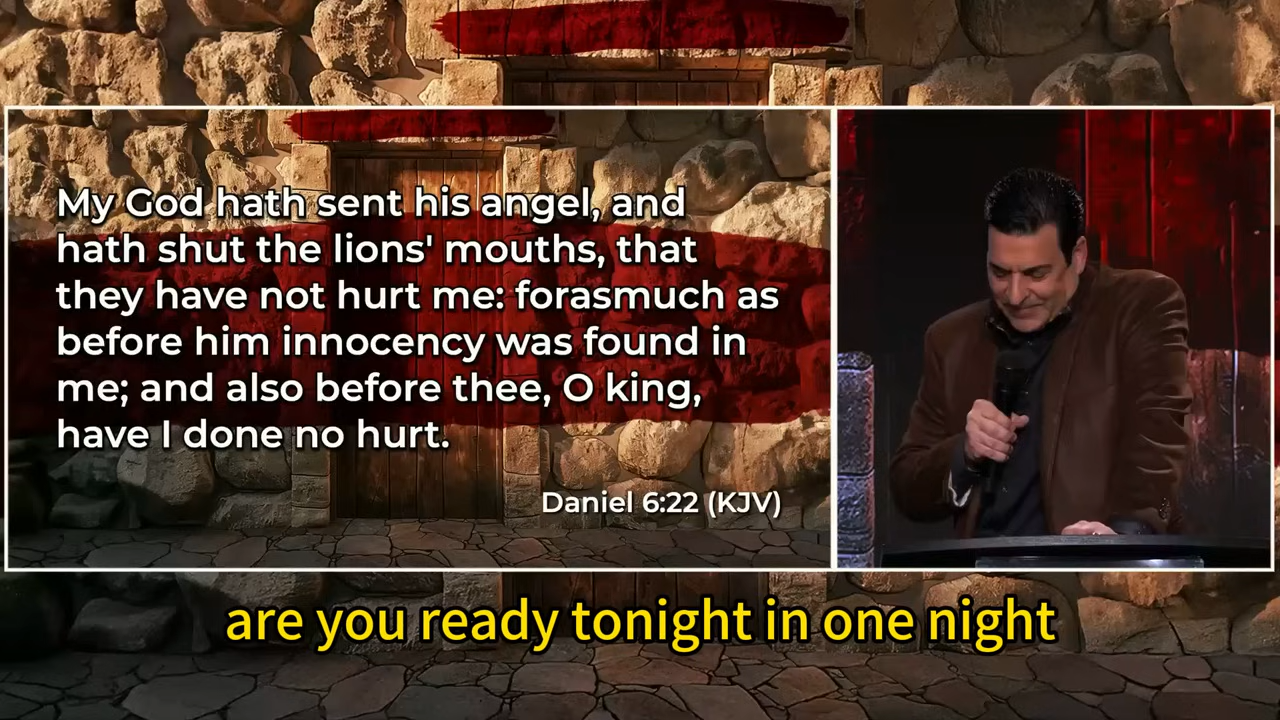 My God hath sent his angel, and
hath shut the lions' mouths, that
they have not hurt me: forasmuch as
before him innocency was found in
me; and also before thee, O king,
have I done no hurt.
Daniel 6:22 (KJV)
are you ready tonight in one night